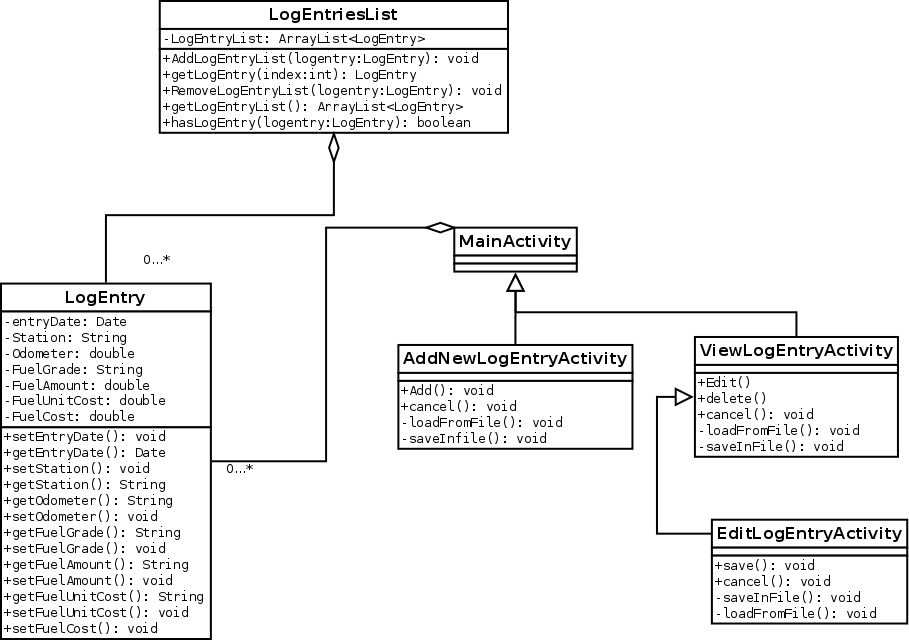 LogEntriesList
-LogEntryList: ArrayList<LogEntry>
+AddLogEntryList(logentry:LogEntry): void
+getLogEntry(index:int): LogEntry
+RemoveLogEntryList(logentry:LogEntry): void
+getLogEntryList(): ArrayList<LogEntry>
+hasLogEntry(logentry:LogEntry): boolean
0...*
LogEntry
-entryDate: Date
-Station: String
-Odometer: double
-FuelGrade: String
-FuelAmount: double
-FuelUnitCost: double
-FuelCost: double
+setEntryDate(): void
+getEntryDate(): Date
+setStation(): void
+getStation(): String
+getOdometer(): String
+setOdometer(): void
+getFuelGrade(): String
+setFuelGrade(): void
+getFuelAmount(): String
+setFuelAmount(): void
+getFuelUnitCost(): String
+setFuelUnitCost(): void
+setFuelCost(): void
0...*
MainActivity
AddNewLogEntryActivity
+Add(): void
+cancel(): void
-loadFromFile(): void
-saveInfile(): void
ViewLogEntryActivity
+Edit()
+delete()
+cancel(): void
-loadFromFile(): void
-saveInFile(): void
EditLogEntryActivity
+save(): void
+cancel(): void
-saveInFile(): void
-loadFromFile(): void